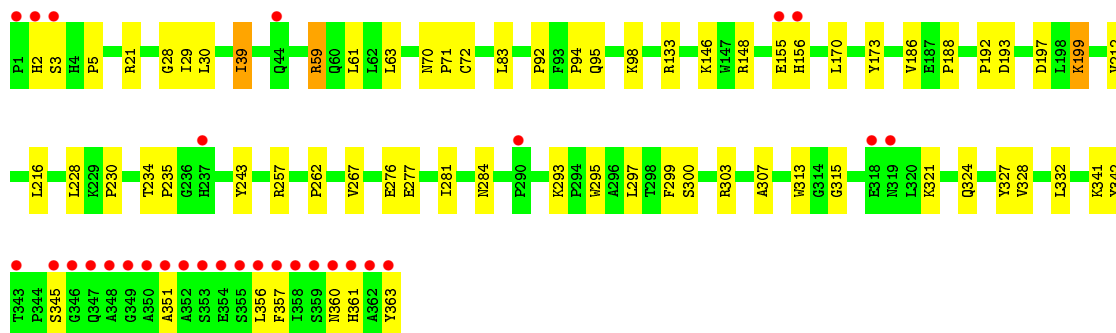 P1 H2 S3 H4 P5 R21 G28 I29 L30 I39 Q44 R59 Q60 L61 L62 L63 N70 P71 C72 L83 P92 F93 P94 Q95 K98 R133 K146 W147 R148 E155 H156 L170 Y173 V186 E187 P188 P192 D193 D197 L198 K199
L216 L228 K229 P230 T234 P235 G236 H237 Y243 R257 P262 V267 E276 E277 I281 N284 P290 K293 P294 W295 A296 L297 T298 F299 S300 R303 A307 W313 G314 G315 E318 N319 I320 K321 Q324 Y327 V328 L332 K341
T343 P344 S345 G346 Q347 A348 G349 A350 A351 A352 S353 E354 S355 L356 F357 I358 S359 N360 H361 A362 Y363